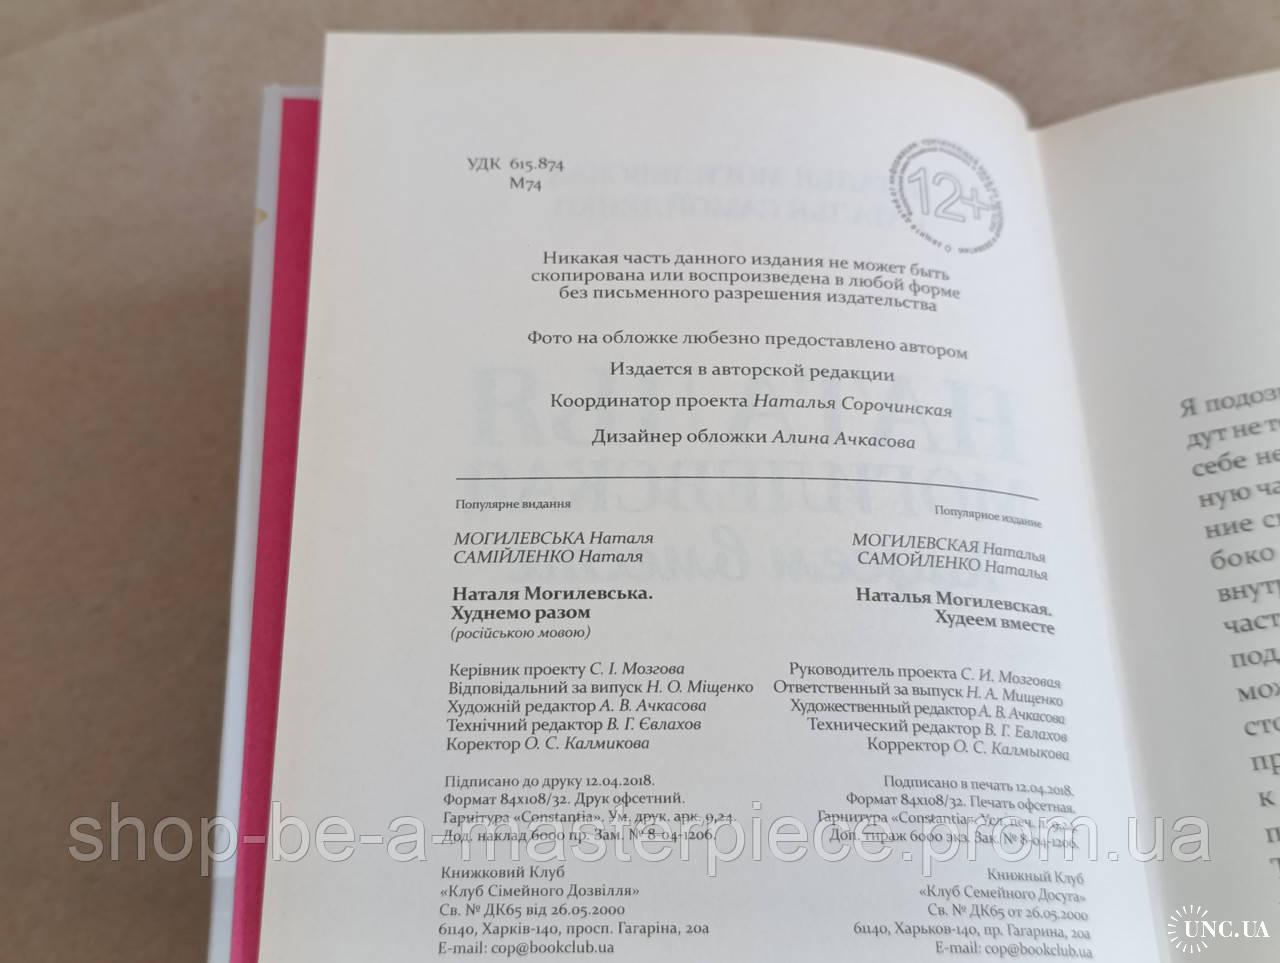 УДК 615.874
М74
12+
Никакая часть данного издания не может быть
скопирована или воспроизведена в любой форме
без письменного разрешения издательства
Фото на обложке любезно предоставлено автором
Издается в авторской редакции
Координатор проекта Наталья Сорочинская
Дизайнер обложки Алина Ачкасова
Популярне видання
МОГИЛЕВСЬКА Наталя
САМІЙЛЕНКО Наталя
Наталя Могилевська.
Худнемо разом
(російською мовою)
Керівник проекту С. І. Мозгова
Відповідальний за випуск Н. О. Міщенко
Художній редактор А. В. Ачкасова
Технічний редактор В. Г. Євлахов
Коректор О. С. Калмикова
Підписано до друку 12.04.2018.
Формат 84х108/32. Друк офсетний.
Гарнітура «Constantia». Ум. друк. арк. 9,24.
Дод. наклад 6000 пр. Зам. № 8-04-1206.
Книжковий Клуб
«Клуб Сімейного Дозвілля»
Св. № ДК65 від 26.05.2000
61140, Харків-140, просп. Гагаріна, 20а
E-mail: cop@bookclub.ua
Популярное издание
МОГИЛЕВСКАЯ Наталья
САМОЙЛЕНКО Наталья
Наталья Могилевская.
Худеем вместе
Руководитель проекта С. И. Мозговая
Ответственный за выпуск Н. А. Мищенко
Художественный редактор А. В. Ачкасова
Технический редактор В. Г. Евлахов
Корректор О. С. Калмыкова
Подписано в печать 12.04.2018.
Формат 84х108/32. Печать офсетная.
Гарнитура «Constantia». Усл. печ. л. 9,24.
Доп. тираж 6000 экз. Зак. № 8-04-1206.
Книжный Клуб
«Клуб Семейного Досуга»
Св. № ДК65 от 26.05.2000
61140, Харьков-140, пр. Гагарина, 20а
E-mail: cop@bookclub.ua
Я подоз
дут не т
себе не
ную ча
ние с
боко
внут
част
под
мо
сто
пр
к
shop-be-a-masterpiece.prom.ua
UNC.UA